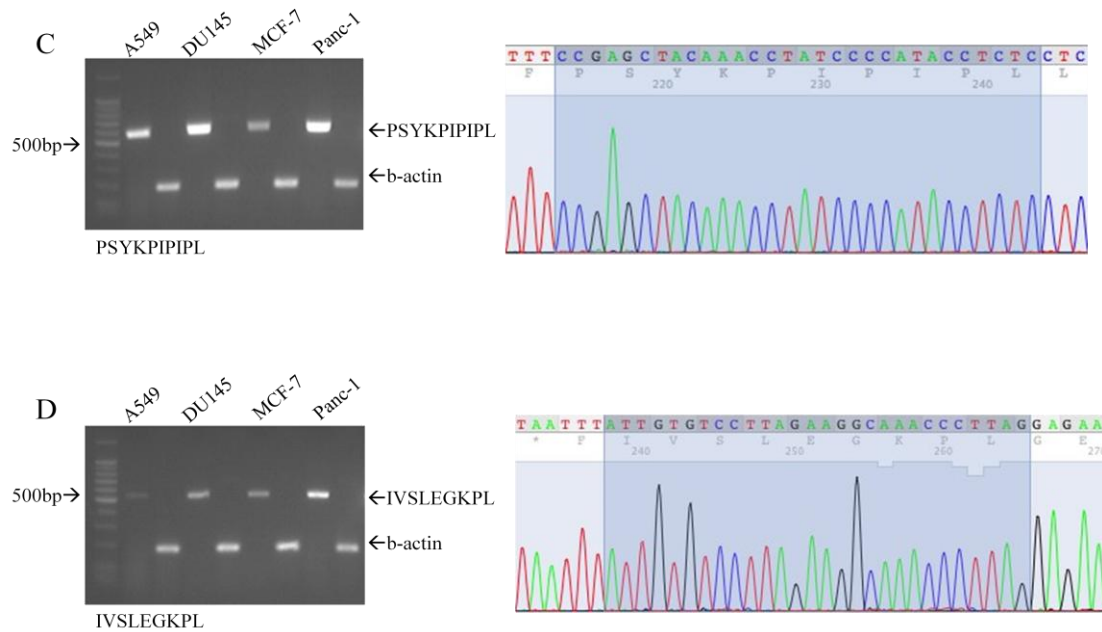 C
A549 DU145 MCF-7 Panc-1
500bp→
←PSYKPIPIPL
←b-actin
PSYKPIPIPL
T T T C C G A G C T A C A A A C C T A T C C C C A T A C C T C T C C T C
F P S Y K P I P I P L L
220 230 240
D
A549 DU145 MCF-7 Panc-1
500bp→
←IVSLEGKPL
←b-actin
IVSLEGKPL
T A A T T T A T T G T G T C C T T A G A A G G C A A A C C C T T A G G A G A A
* F I V S L E G K P L G E
240 250 260 270